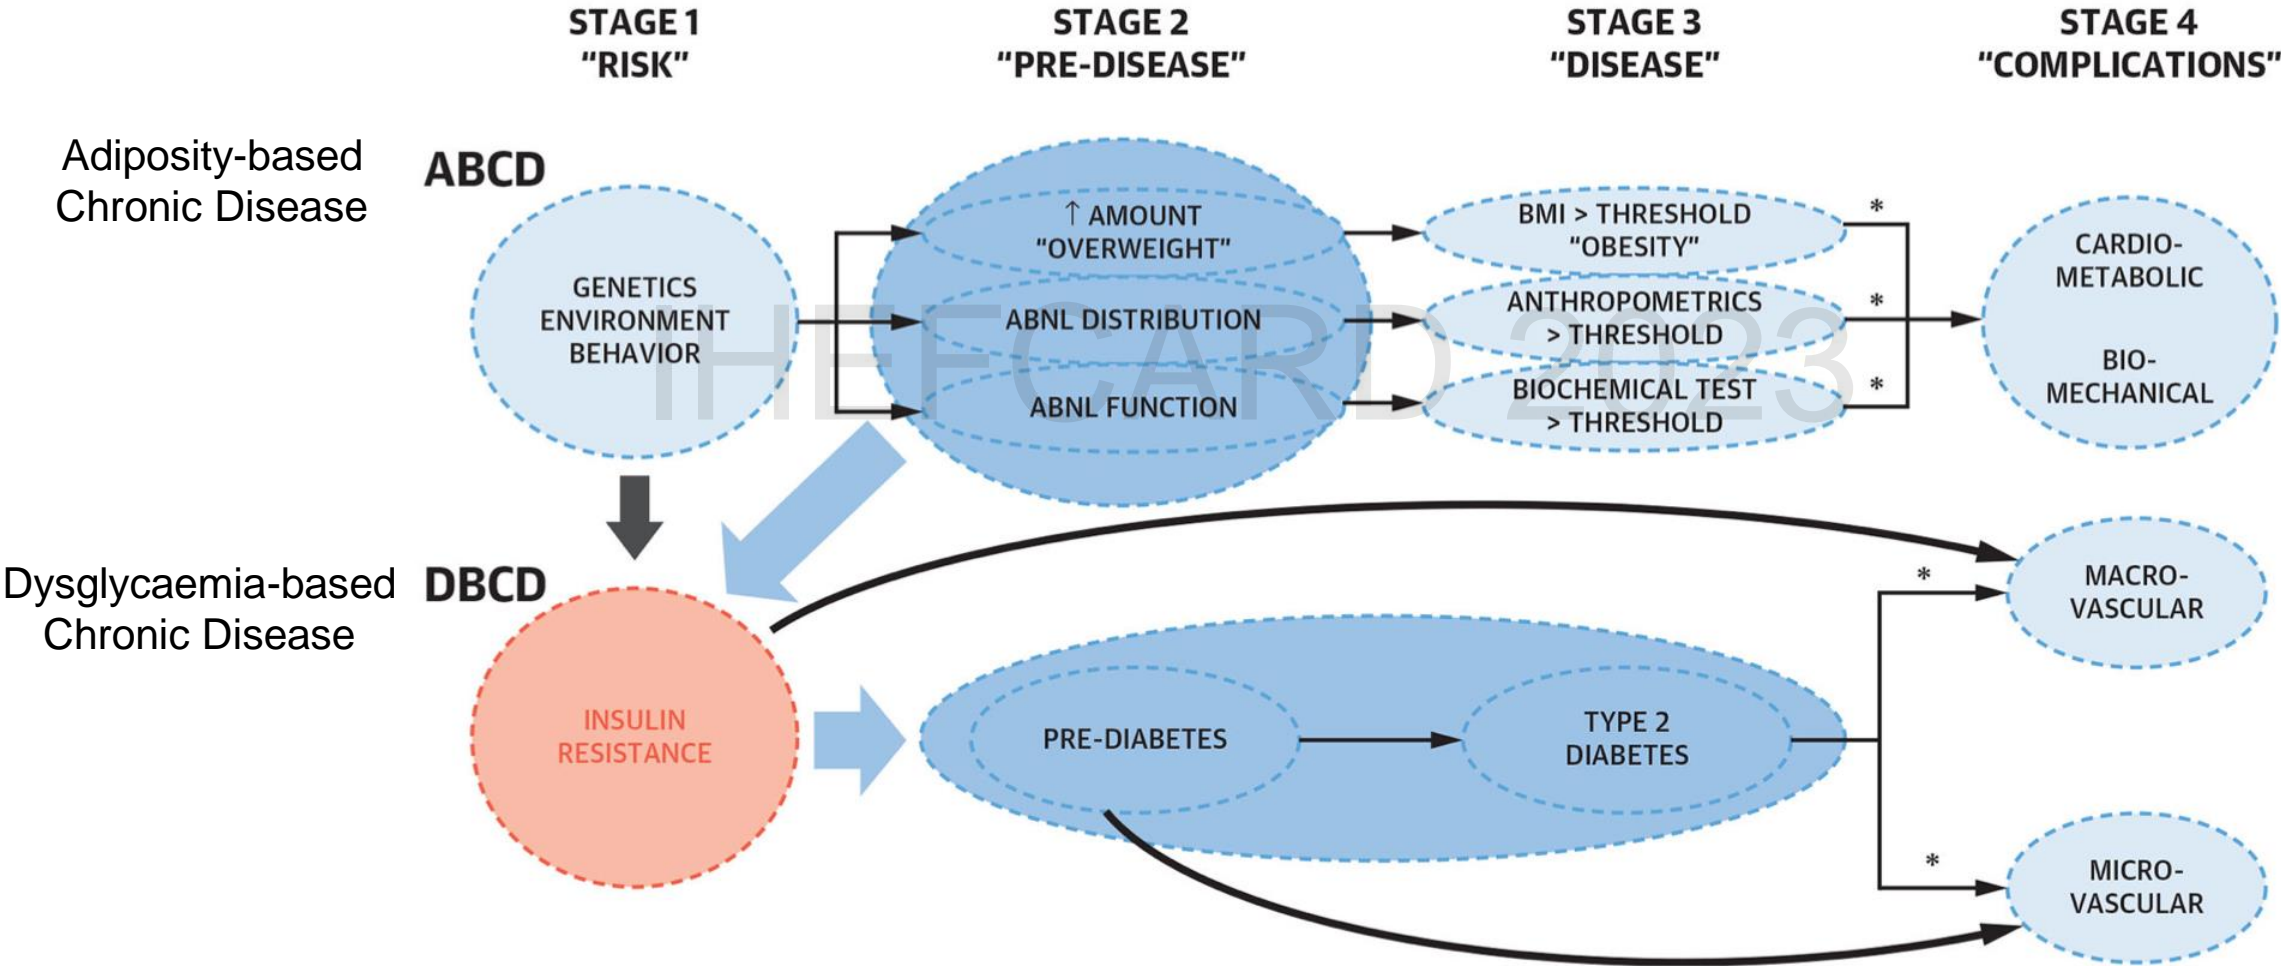 STAGE 1
“RISK”
STAGE 2
“PRE-DISEASE”
STAGE 3
“DISEASE”
STAGE 4
“COMPLICATIONS”
Adiposity-based
Chronic Disease
ABCD
GENETICS
ENVIRONMENT
BEHAVIOR
↑ AMOUNT
“OVERWEIGHT”
ABNL DISTRIBUTION
ABNL FUNCTION
BMI > THRESHOLD
“OBESITY”
ANTHROPOMETRICS
> THRESHOLD
BIOCHEMICAL TEST
> THRESHOLD
*
*
*
CARDIO-
METABOLIC
BIO-
MECHANICAL
IHEFCARD 2023
Dysglycaemia-based
Chronic Disease
DBCD
INSULIN
RESISTANCE
PRE-DIABETES
TYPE 2
DIABETES
*
*
MACRO-
VASCULAR
MICRO-
VASCULAR